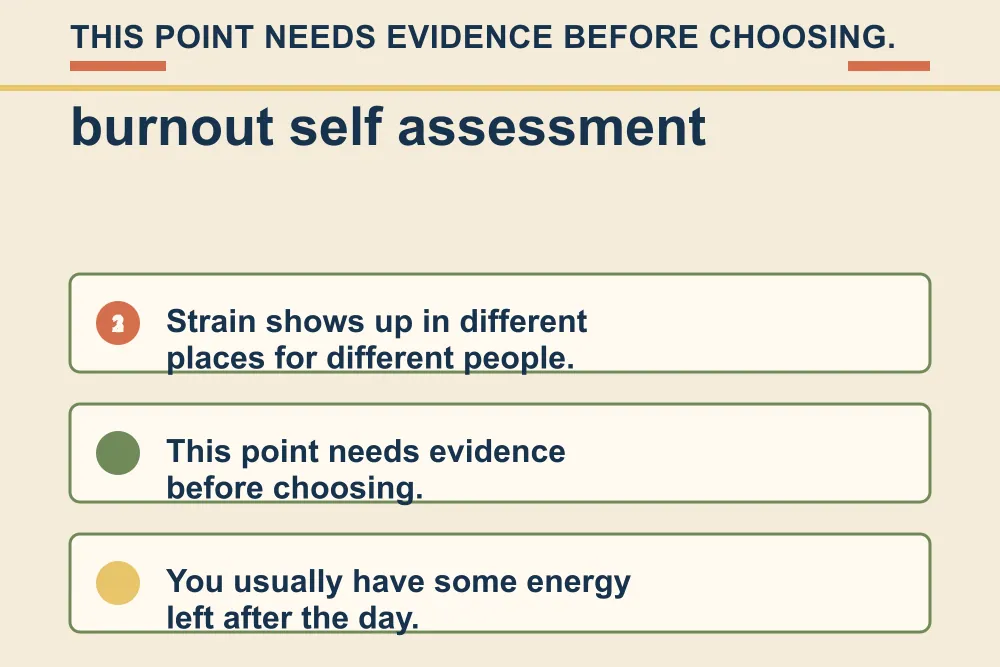 THIS POINT NEEDS EVIDENCE BEFORE CHOOSING.
burnout self assessment
Strain shows up in different
places for different people.
This point needs evidence
before choosing.
You usually have some energy
left after the day.